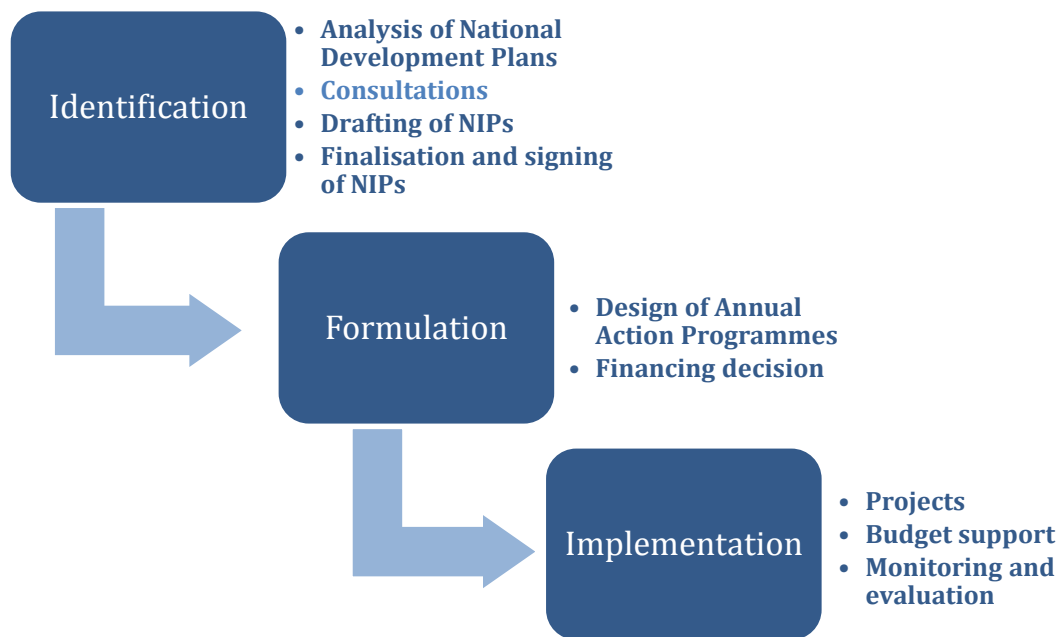 Identification
• Analysis of National
Development Plans
• Consultations
• Drafting of NIPs
• Finalisation and signing
of NIPs
Formulation
• Design of Annual
Action Programmes
• Financing decision
Implementation
• Projects
• Budget support
• Monitoring and
evaluation